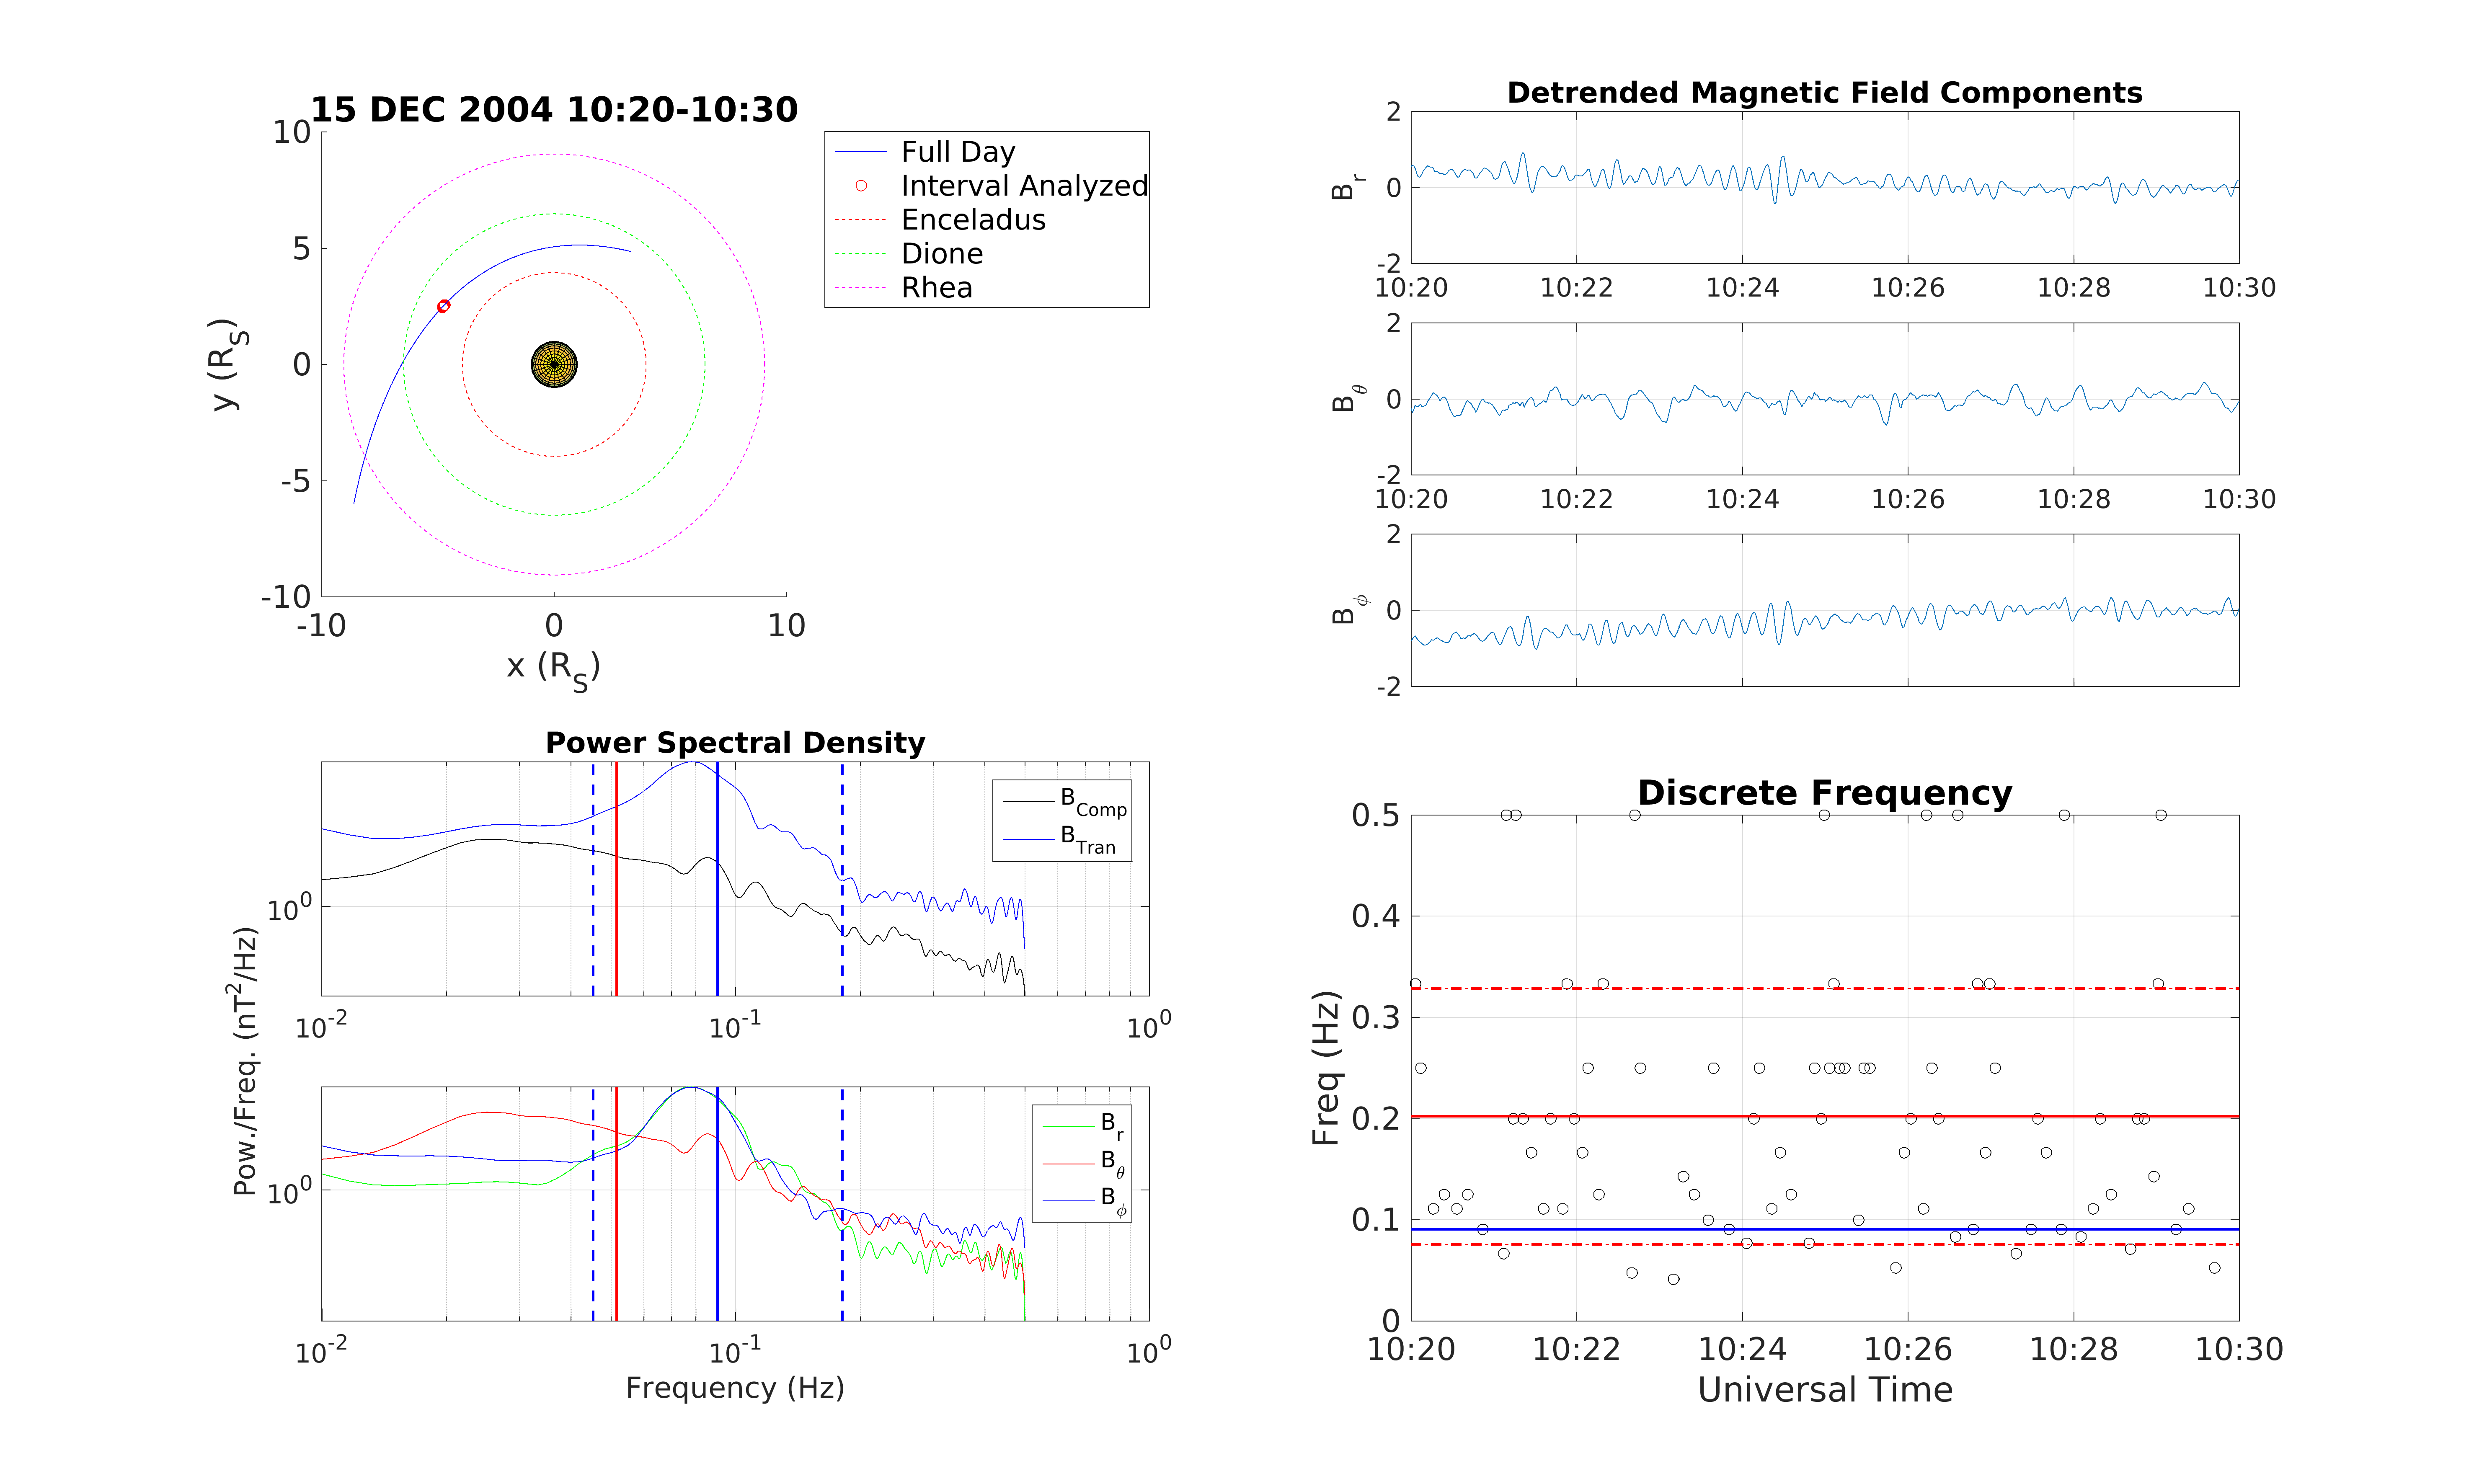 15 DEC 2004 10:20-10:30
10
5
0
-5
-10
-10 0 10
y (R_S)
x (R_S)
Full Day
Interval Analyzed
Enceladus
Dione
Rhea
Detrended Magnetic Field Components
2
0
-2
B_r
10:20 10:22 10:24 10:26 10:28 10:30
2
0
-2
B_θ
10:20 10:22 10:24 10:26 10:28 10:30
2
0
-2
B_ϕ
Power Spectral Density
10^0
10^-2 10^-1 10^0
B_Comp
B_Tran
Pow./Freq. (nT^2/Hz)
10^0
10^-2 10^-1 10^0
B_r
B_θ
B_ϕ
Frequency (Hz)
Discrete Frequency
0.5
0.4
0.3
0.2
0.1
0
Freq (Hz)
10:20 10:22 10:24 10:26 10:28 10:30
Universal Time